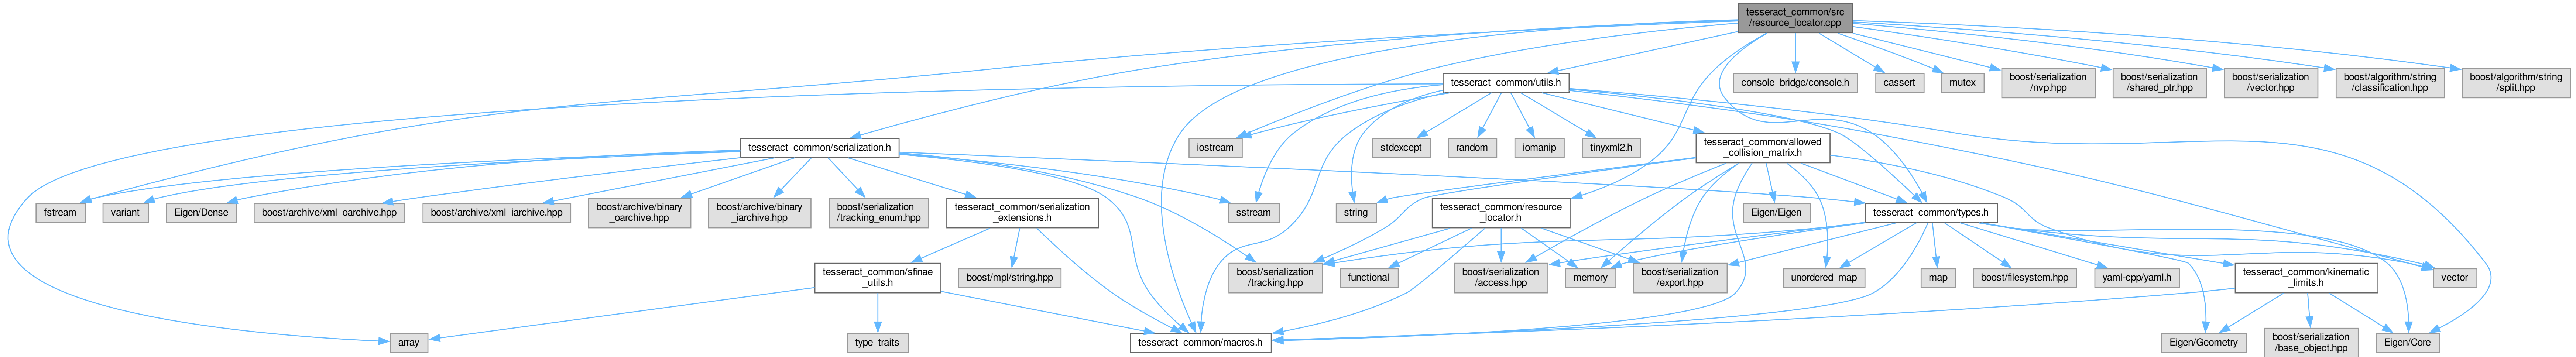 tesseract_common/src
/resource_locator.cpp
tesseract_common/utils.h
console_bridge/console.h
cassert
mutex
boost/serialization
/nvp.hpp
boost/serialization
/shared_ptr.hpp
boost/serialization
/vector.hpp
boost/algorithm/string
/classification.hpp
boost/algorithm/string
/split.hpp
tesseract_common/serialization.h
iostream
stdexcept
random
iomanip
tinyxml2.h
tesseract_common/allowed
_collision_matrix.h
fstream
variant
Eigen/Dense
boost/archive/xml_oarchive.hpp
boost/archive/xml_iarchive.hpp
boost/archive/binary
_oarchive.hpp
boost/archive/binary
_iarchive.hpp
boost/serialization
/tracking_enum.hpp
tesseract_common/serialization
_extensions.h
sstream
string
tesseract_common/resource
_locator.h
Eigen/Eigen
tesseract_common/types.h
tesseract_common/sfinae
_utils.h
boost/mpl/string.hpp
boost/serialization
/tracking.hpp
functional
boost/serialization
/access.hpp
memory
boost/serialization
/export.hpp
unordered_map
map
boost/filesystem.hpp
yaml-cpp/yaml.h
tesseract_common/kinematic
_limits.h
vector
array
type_traits
tesseract_common/macros.h
Eigen/Geometry
boost/serialization
/base_object.hpp
Eigen/Core